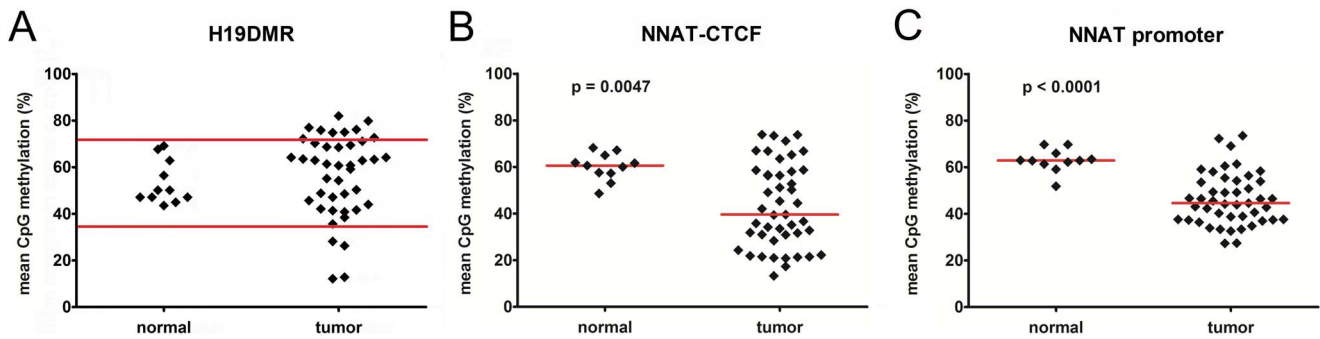 A
H19DMR
mean CpG methylation (%)
100
80
60
40
20
0
normal tumor
B
NNAT-CTCF
mean CpG methylation (%)
100
80
60
40
20
0
p = 0.0047
normal tumor
C
NNAT promoter
mean CpG methylation (%)
100
80
60
40
20
0
p < 0.0001
normal tumor